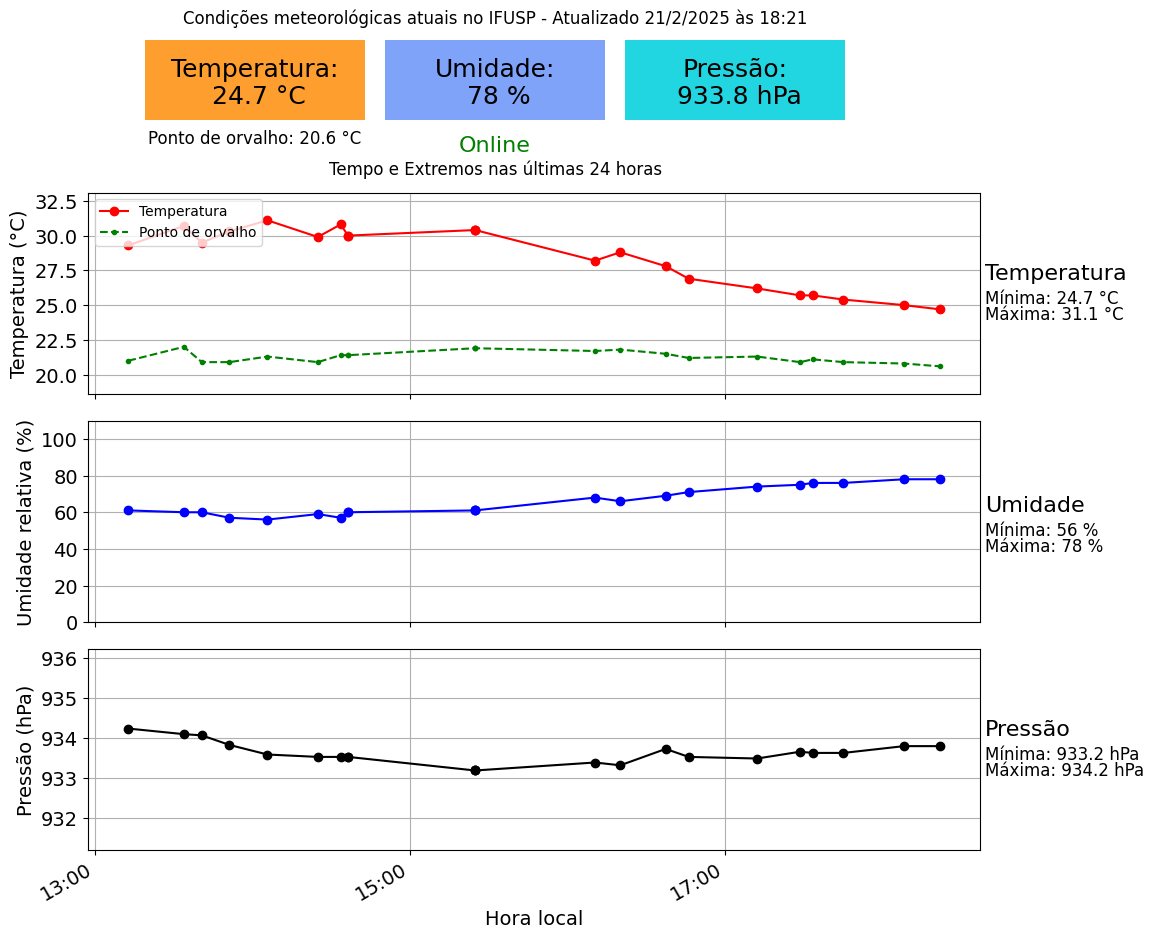 Condições meteorológicas atuais no IFUSP - Atualizado 21/2/2025 às 18:21
Temperatura:
24.7 °C
Umidade:
78 %
Pressão:
933.8 hPa
Ponto de orvalho: 20.6 °C
Online
Tempo e Extremos nas últimas 24 horas
Temperatura (°C)
32.5
30.0
27.5
25.0
22.5
20.0
Temperatura
Ponto de orvalho
Temperatura
Mínima: 24.7 °C
Máxima: 31.1 °C
Umidade relativa (%)
100
80
60
40
20
0
Umidade
Mínima: 56 %
Máxima: 78 %
Pressão (hPa)
936
935
934
933
932
Pressão
Mínima: 933.2 hPa
Máxima: 934.2 hPa
13:00
15:00
17:00
Hora local